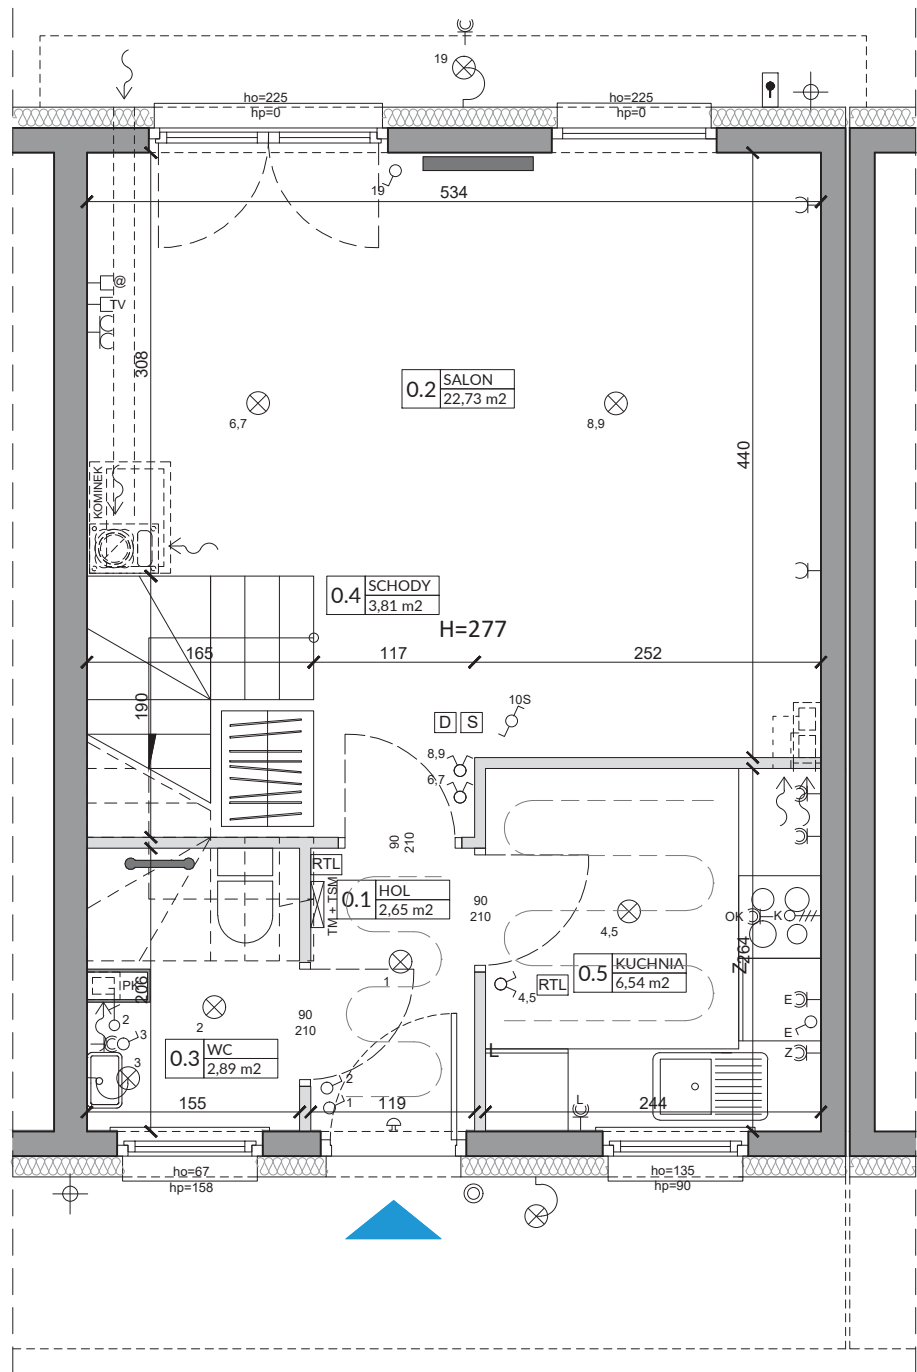 19
ho=225
hp=0
ho=225
hp=0
19
534
@
TV
308
0.2 SALON
22,73 m2
6,7
8,9
440
KOMINEK
0.4 SCHODY
3,81 m2
H=277
165
117
252
190
10S
D S
8,9
6,7
90
210
RTL
TM + TSM
0.1 HOL
2,65 m2
90
210
4,5
OK
K
264
Z
1
0.5 KUCHNIA
6,54 m2
RTL
4,5
IPK
206
2
3
2
90
210
E
E
Z
L
0.3 WC
2,89 m2
3
2
1
L
155
119
244
ho=67
hp=158
ho=135
hp=90